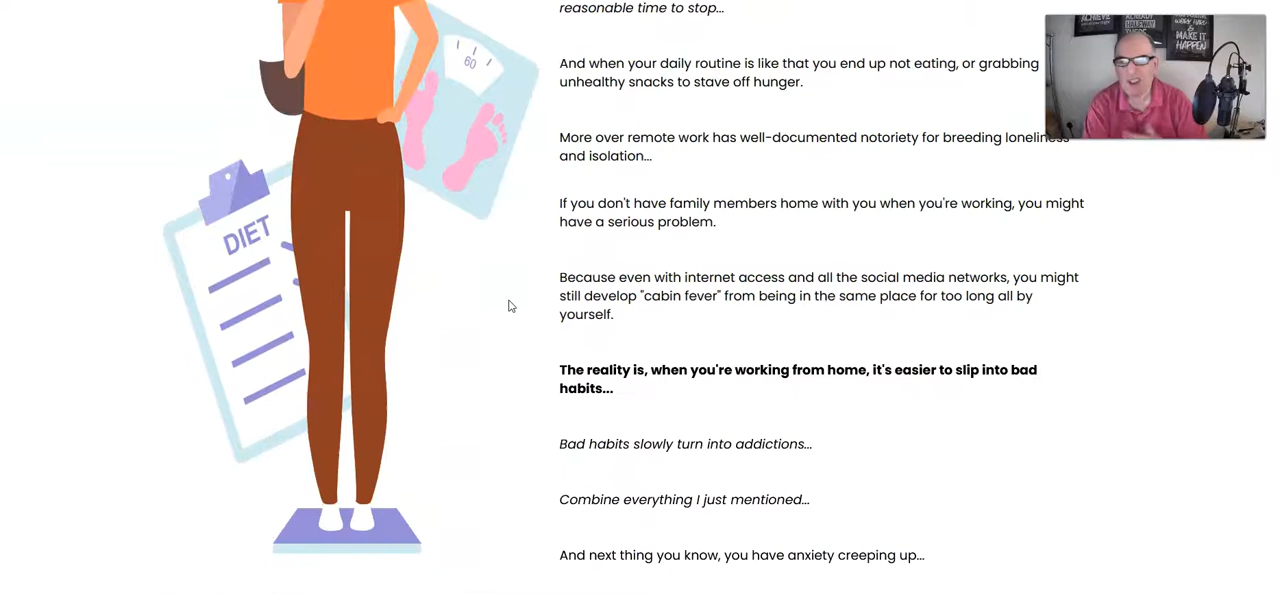 reasonable time to stop...
And when your daily routine is like that you end up not eating, or grabbing
unhealthy snacks to stave off hunger.
More over remote work has well-documented notoriety for breeding loneliness
and isolation...
If you don't have family members home with you when you're working, you might
have a serious problem.
Because even with internet access and all the social media networks, you might
still develop "cabin fever" from being in the same place for too long all by
yourself.
The reality is, when you're working from home, it's easier to slip into bad
habits...
Bad habits slowly turn into addictions...
Combine everything I just mentioned...
And next thing you know, you have anxiety creeping up...
60
DIET
ACHIEVE
ALREADY
HALFWAY
THERE
WORK HARD
MAKE IT
HAPPEN